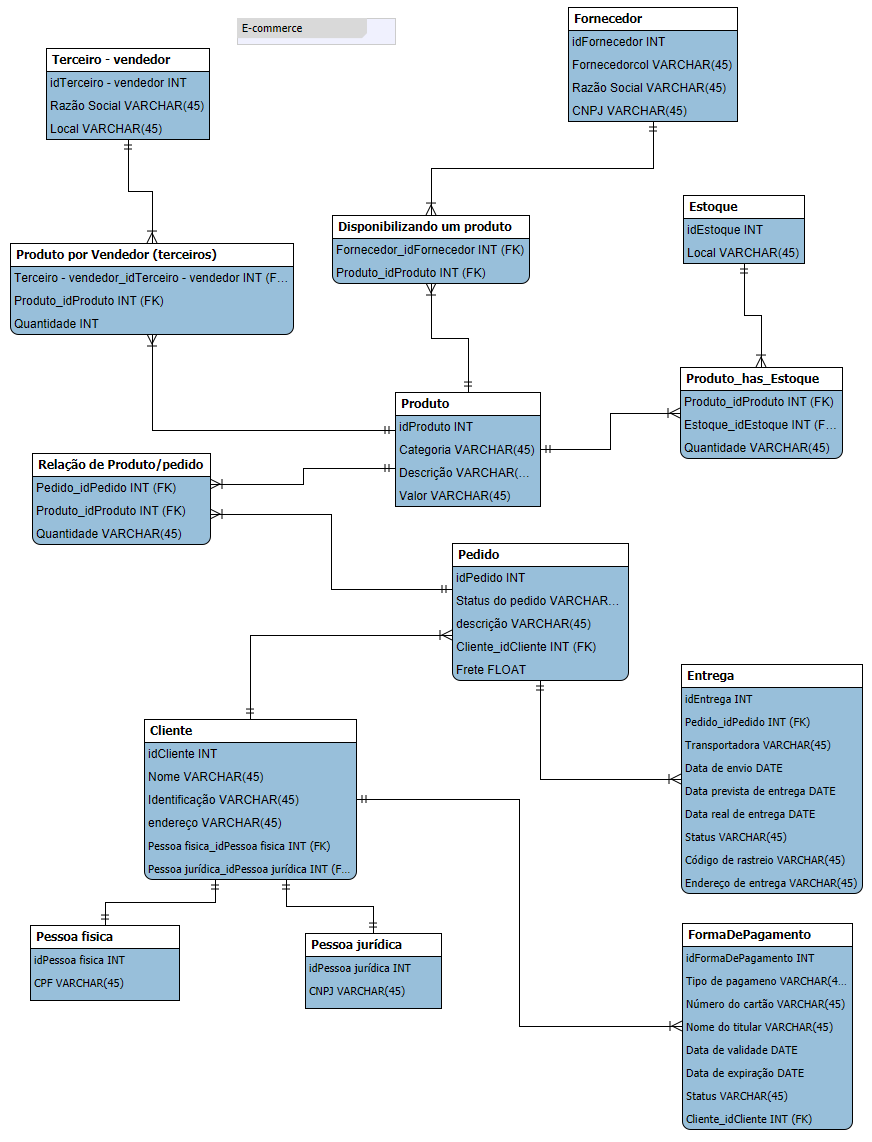 E-commerce
Fornecedor
idFornecedor INT
Fornecedorcol VARCHAR(45)
Razão Social VARCHAR(45)
CNPJ VARCHAR(45)
Terceiro - vendedor
idTerceiro - vendedor INT
Razão Social VARCHAR(45)
Local VARCHAR(45)
Estoque
idEstoque INT
Local VARCHAR(45)
Disponibilizando um produto
Fornecedor_idFornecedor INT (FK)
Produto_idProduto INT (FK)
Produto por Vendedor (terceiros)
Terceiro - vendedor_idTerceiro - vendedor INT (F...
Produto_idProduto INT (FK)
Quantidade INT
Produto_has_Estoque
Produto_idProduto INT (FK)
Estoque_idEstoque INT (F...
Quantidade VARCHAR(45)
Produto
idProduto INT
Categoria VARCHAR(45)
Descrição VARCHAR(...
Valor VARCHAR(45)
Relação de Produto/pedido
Pedido_idPedido INT (FK)
Produto_idProduto INT (FK)
Quantidade VARCHAR(45)
Pedido
idPedido INT
Status do pedido VARCHAR...
descrição VARCHAR(45)
Cliente_idCliente INT (FK)
Frete FLOAT
Entrega
idEntrega INT
Pedido_idPedido INT (FK)
Transportadora VARCHAR(45)
Data de envio DATE
Data prevista de entrega DATE
Data real de entrega DATE
Status VARCHAR(45)
Código de rastreio VARCHAR(45)
Endereço de entrega VARCHAR(45)
Cliente
idCliente INT
Nome VARCHAR(45)
Identificação VARCHAR(45)
endereço VARCHAR(45)
Pessoa fisica_idPessoa fisica INT (FK)
Pessoa jurídica_idPessoa jurídica INT (F...
Pessoa fisica
idPessoa fisica INT
CPF VARCHAR(45)
Pessoa jurídica
idPessoa jurídica INT
CNPJ VARCHAR(45)
FormaDePagamento
idFormaDePagamento INT
Tipo de pagameno VARCHAR(4...
Número do cartão VARCHAR(45)
Nome do titular VARCHAR(45)
Data de validade DATE
Data de expiração DATE
Status VARCHAR(45)
Cliente_idCliente INT (FK)